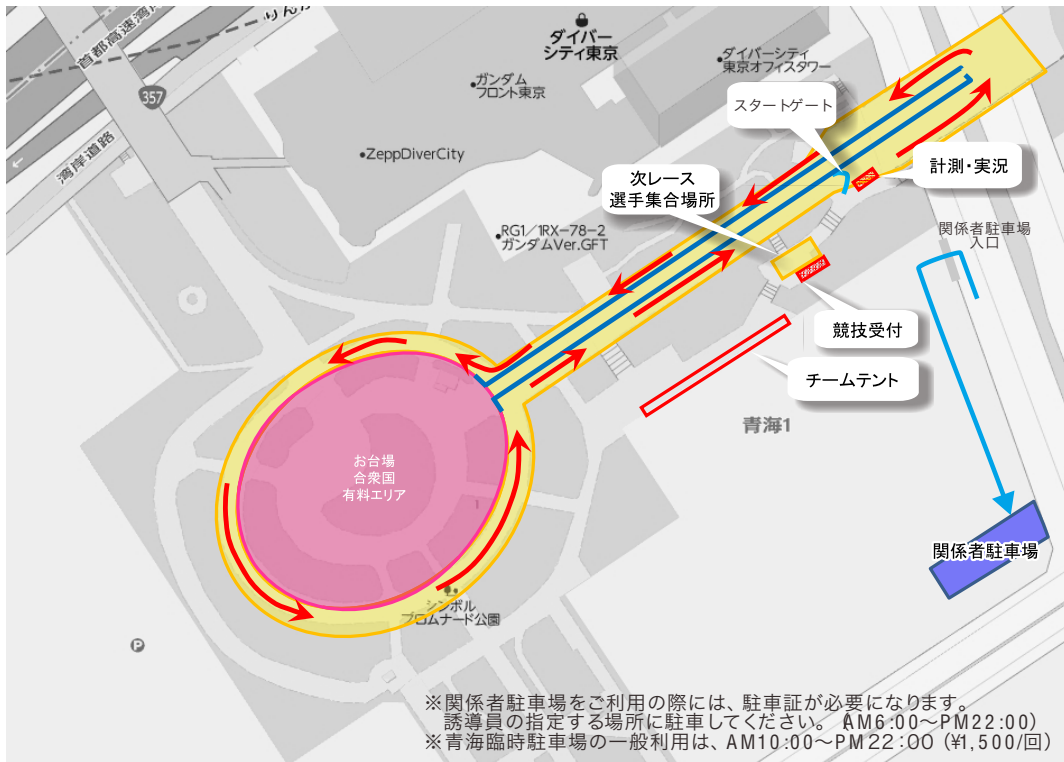 首都高速湾岸
りんか
357
湾岸道路
ダイバー
シティ東京
ガンダム
フロント東京
ダイバーシティ
東京オフィスタワー
スタートゲート
ZeppDiverCity
計測・実況
次レース
選手集合場所
RG1/1RX-78-2
ガンダムVer.GFT
関係者駐車場
入口
競技受付
チームテント
青海1
お台場
合衆国
有料エリア
1
関係者駐車場
シンボル
プロムナード公園
P
※関係者駐車場をご利用の際には、駐車証が必要になります。
誘導員の指定する場所に駐車してください。 (AM6:00～PM22:00)
※青海臨時駐車場の一般利用は、AM10:00～PM22:00 (¥1,500/回)